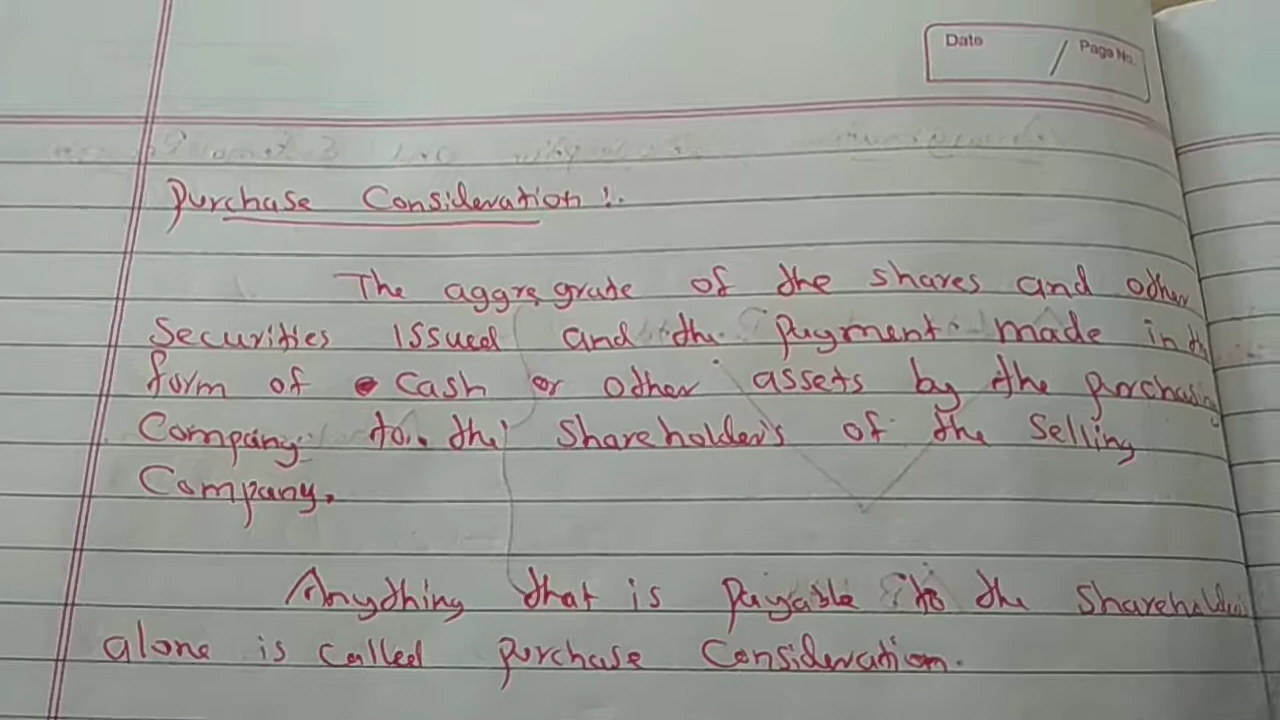 Date / Page No.
Purchase Consideration :.
The aggregrate of the shares and other
Securities Issued and the Payment made in the
form of Cash or other assets by the purchasing
Company to the Shareholder's of the Selling
Company.
Anything that is Payable to the Shareholders
alone is called purchase Consideration.